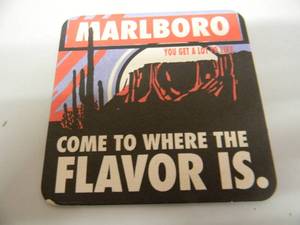 MARLBORO
YOU GET A LOT TO LIKE
COME TO WHERE THE
FLAVOR IS.